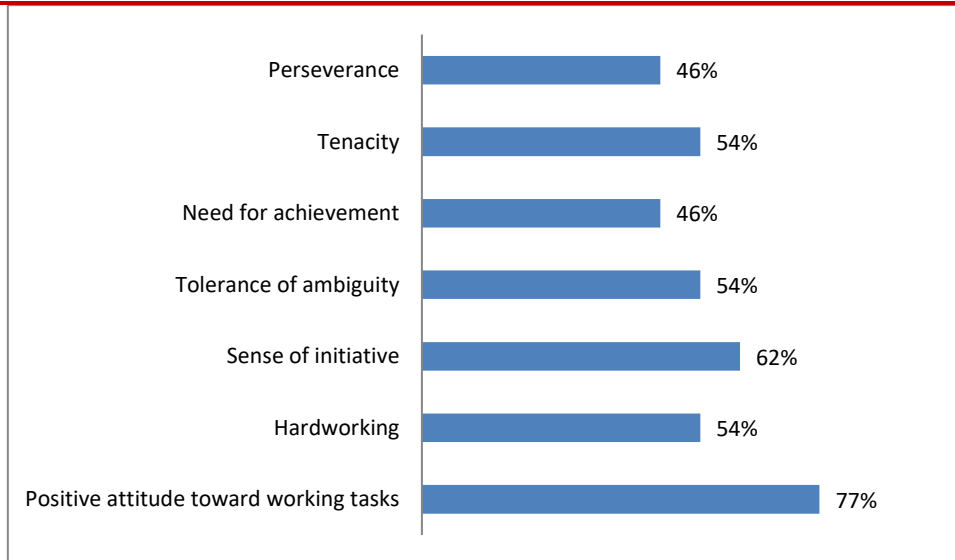 Perseverance 46%
Tenacity 54%
Need for achievement 46%
Tolerance of ambiguity 54%
Sense of initiative 62%
Hardworking 54%
Positive attitude toward working tasks 77%